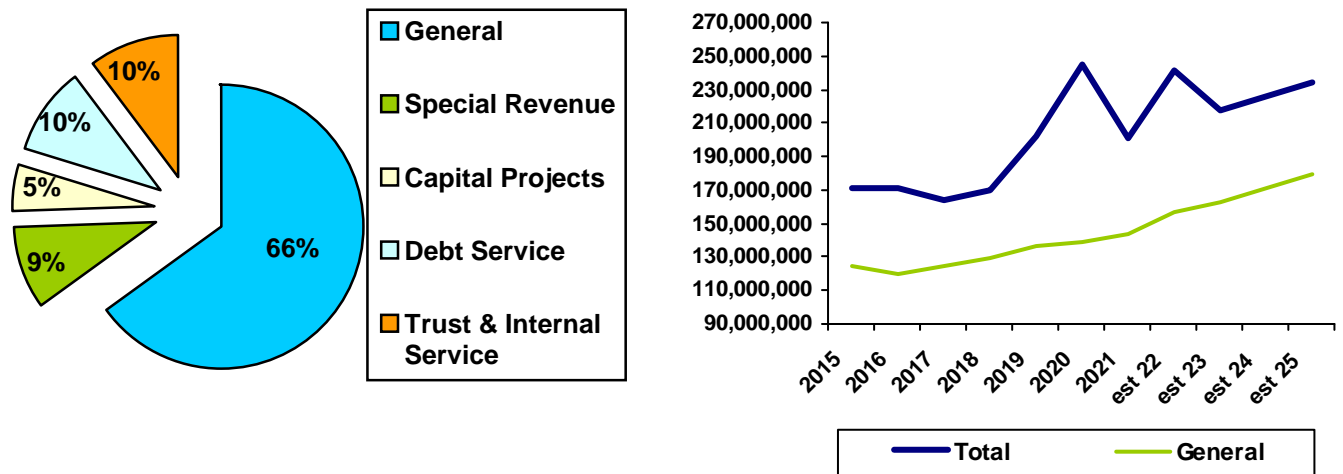 10%
10%
5%
9%
66%
General
Special Revenue
Capital Projects
Debt Service
Trust & Internal
Service
270,000,000
250,000,000
230,000,000
210,000,000
190,000,000
170,000,000
150,000,000
130,000,000
110,000,000
90,000,000
2015
2016
2017
2018
2019
2020
2021
est 22
est 23
est 24
est 25
Total
General